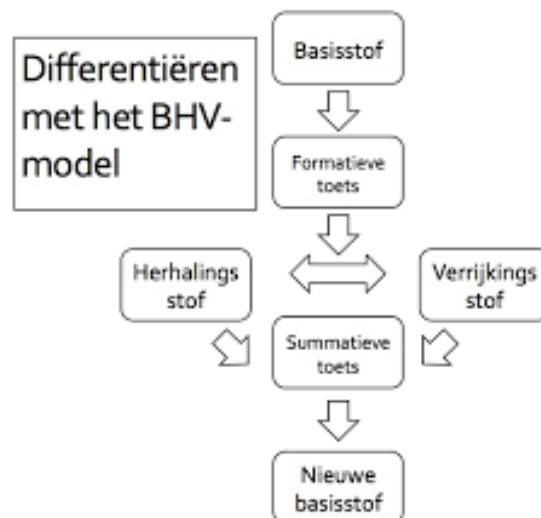 Differentiëren
met het BHV-
model
Basisstof
Formatieve
toets
Herhalings
stof
Verrijkings
stof
Summatieve
toets
Nieuwe
basisstof